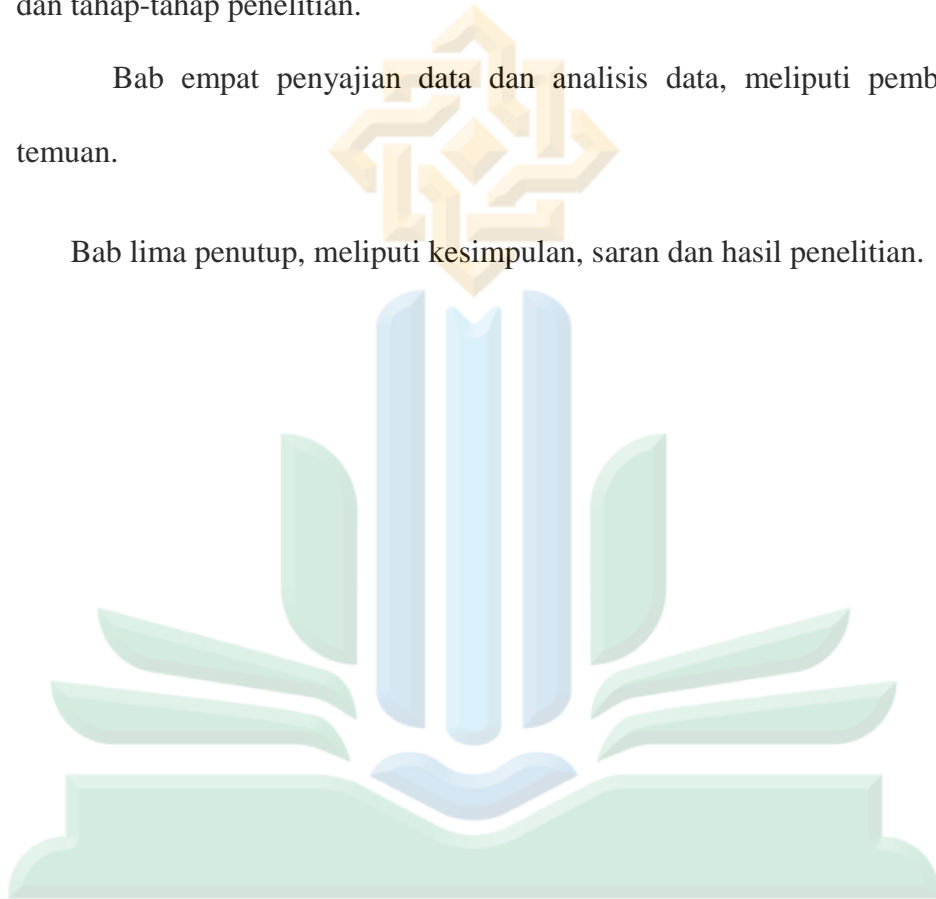 dan tahap-tahap penelitian.
Bab empat penyajian data dan analisis data, meliputi
temuan.
Bab lima penutup, meliputi kesimpulan, saran dan hasil penelitian.